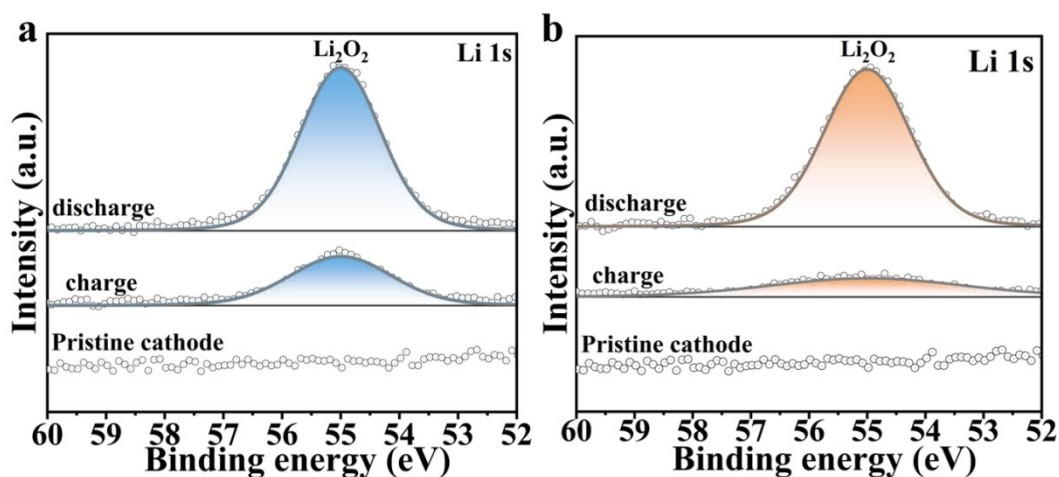 a
Li₂O₂
Li 1s
discharge
charge
Pristine cathode
Intensity (a.u.)
60 59 58 57 56 55 54 53 52
Binding energy (eV)
b
Li₂O₂
Li 1s
discharge
charge
Pristine cathode
Intensity (a.u.)
60 59 58 57 56 55 54 53 52
Binding energy (eV)